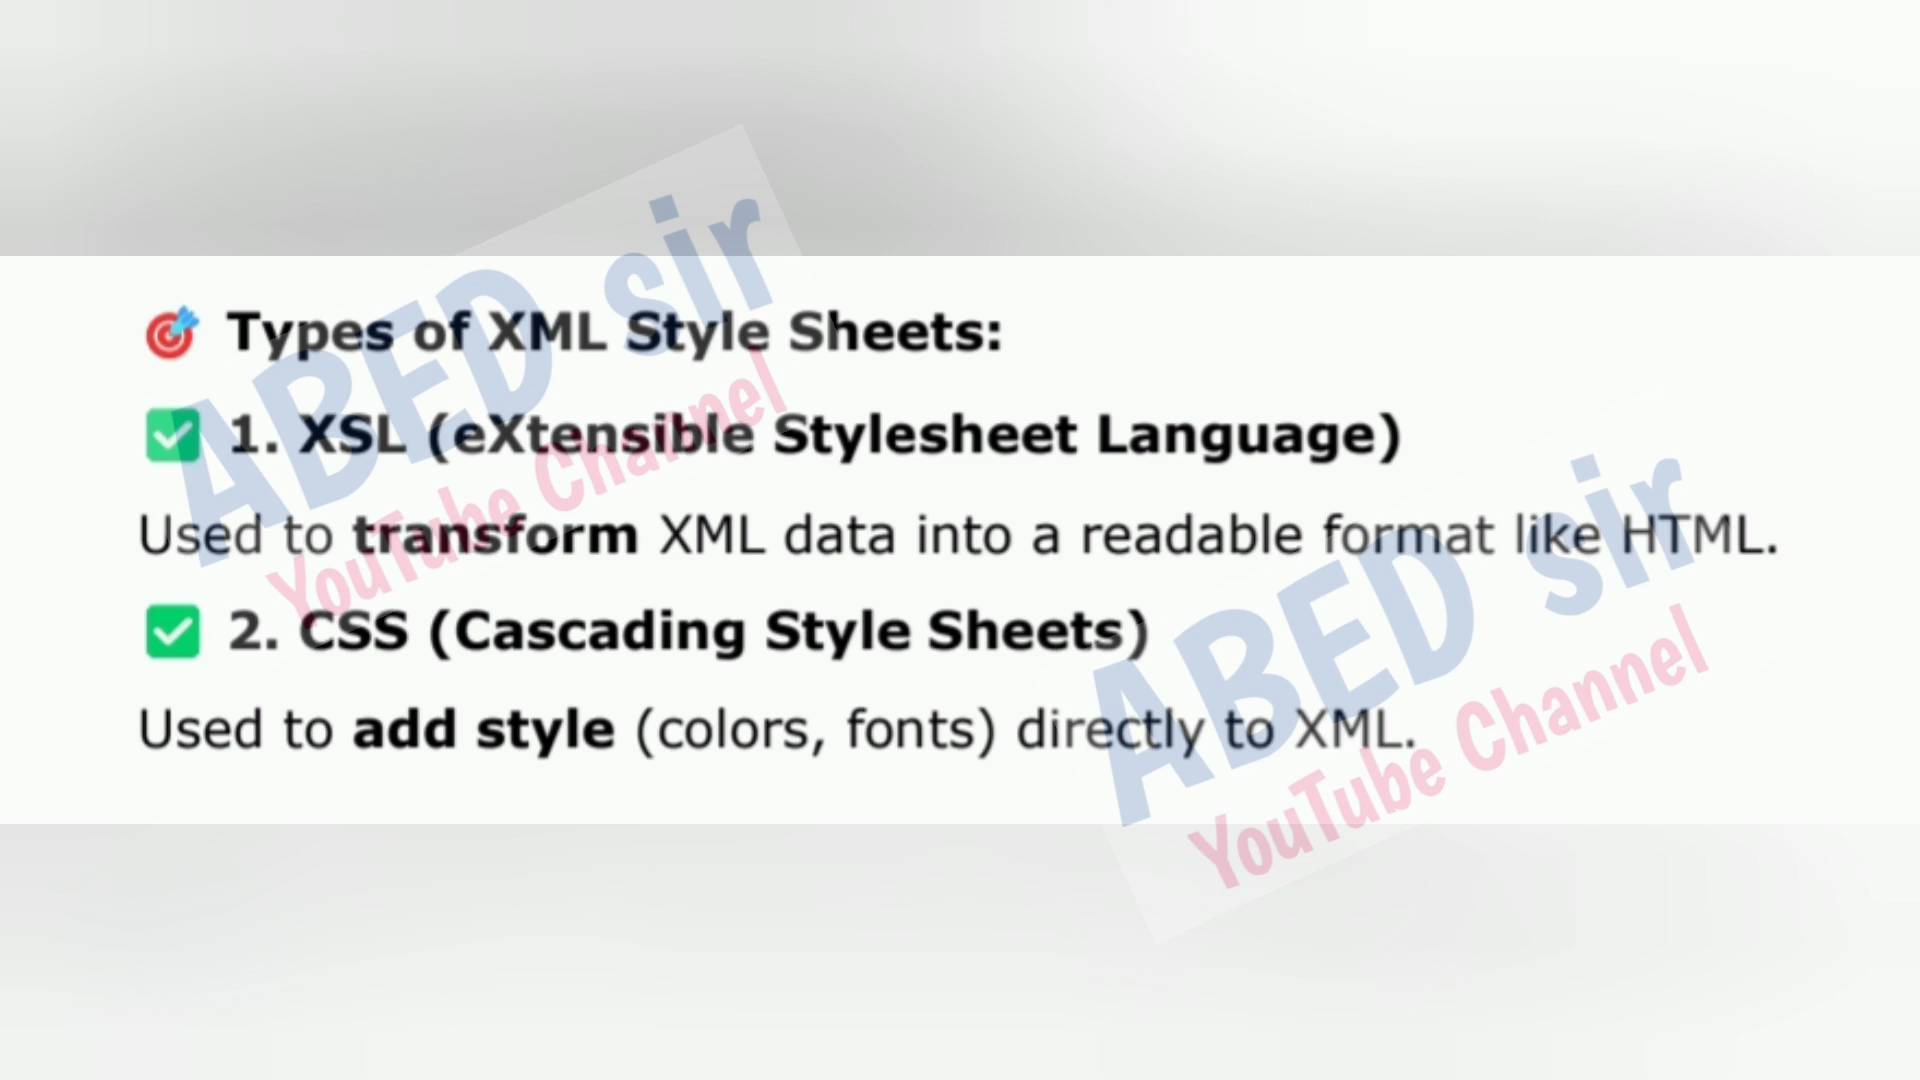 🎯 Types of XML Style Sheets:
✅ 1. XSL (eXtensible Stylesheet Language)
Used to transform XML data into a readable format like HTML.
✅ 2. CSS (Cascading Style Sheets)
Used to add style (colors, fonts) directly to XML.
ABED sir
YouTube Channel
ABED sir
YouTube Channel